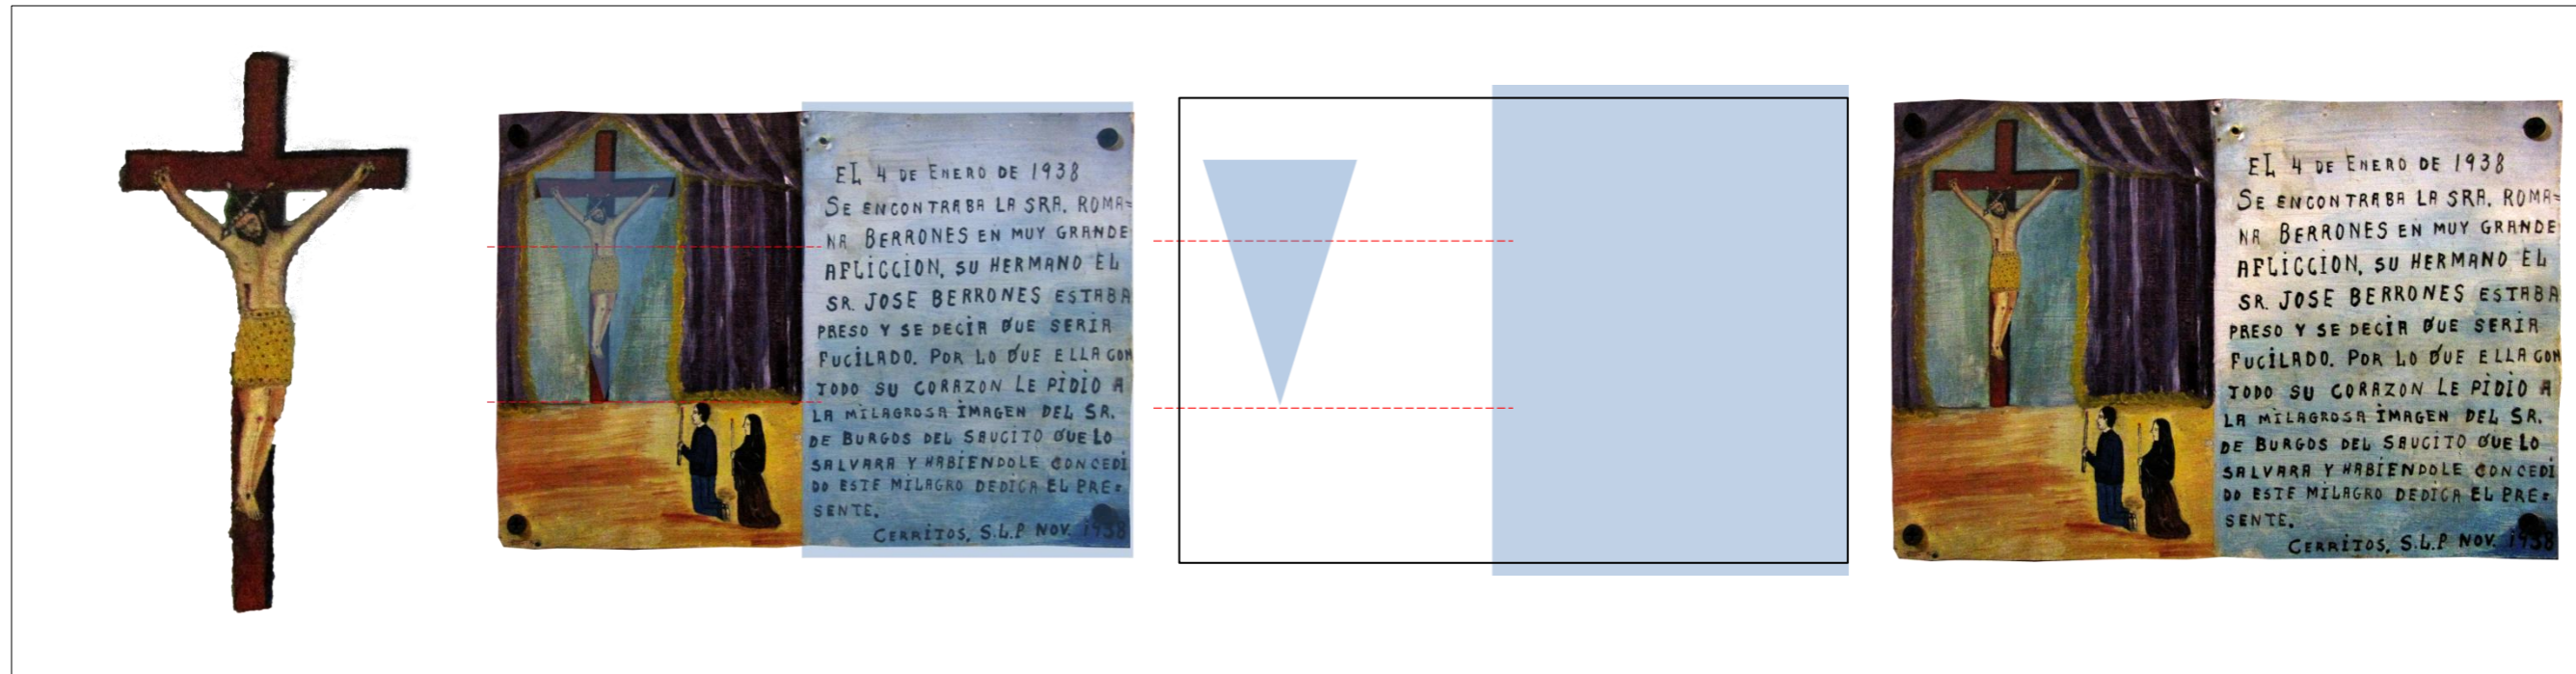 EL 4 DE ENERO DE 1938
SE ENCONTRABA LA SRA. ROMA=
NA BERRONES EN MUY GRANDE
AFLICCION, SU HERMANO EL
SR. JOSE BERRONES ESTABA
PRESO Y SE DECIA QUE SERIA
FUCILADO. POR LO QUE ELLA CON
TODO SU CORAZON LE PIDIO A
LA MILAGROSA IMAGEN DEL SR.
DE BURGOS DEL SAUCITO QUE LO
SALVARA Y HABIENDOLE CONCEDI
DO ESTE MILAGRO DEDICA EL PRE=
SENTE.
CERRITOS, S.L.P NOV. 1938
EL 4 DE ENERO DE 1938
SE ENCONTRABA LA SRA. ROMA=
NA BERRONES EN MUY GRANDE
AFLICCION, SU HERMANO EL
SR. JOSE BERRONES ESTABA
PRESO Y SE DECIA QUE SERIA
FUCILADO. POR LO QUE ELLA CON
TODO SU CORAZON LE PIDIO A
LA MILAGROSA IMAGEN DEL SR.
DE BURGOS DEL SAUCITO QUE LO
SALVARA Y HABIENDOLE CONCEDI
DO ESTE MILAGRO DEDICA EL PRE=
SENTE.
CERRITOS, S.L.P NOV. 1938